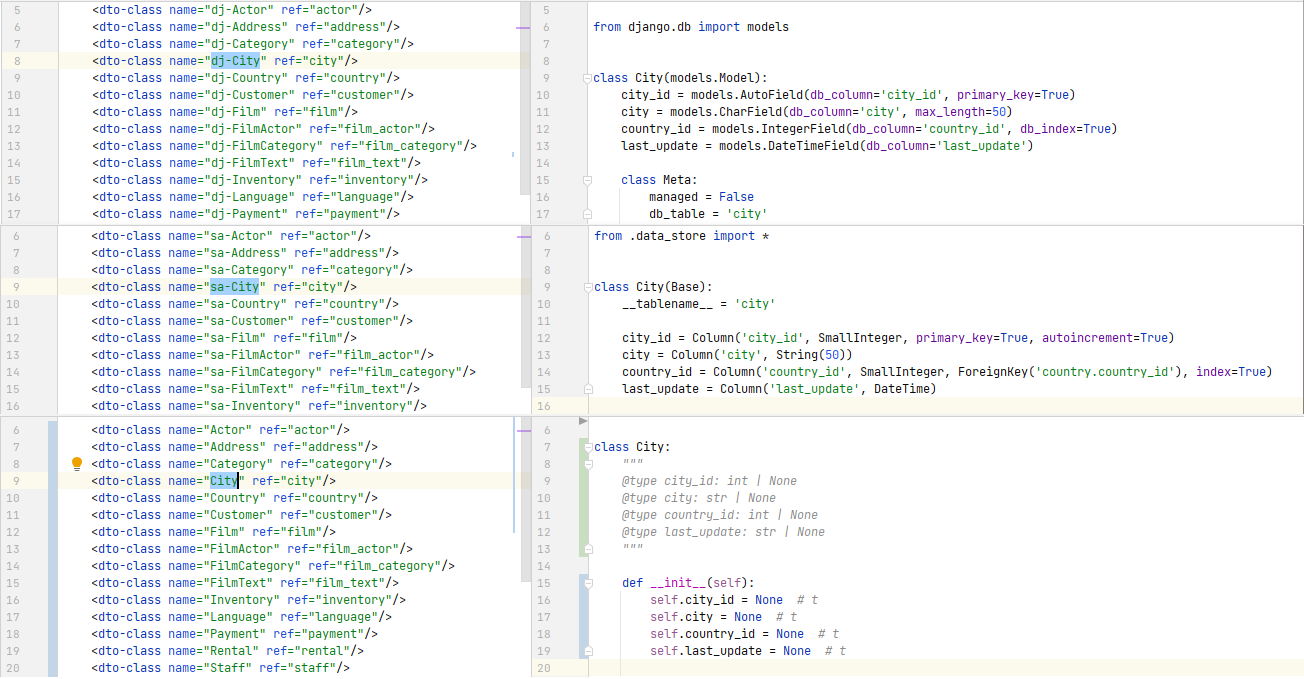 5 <dto-class name="dj-Actor" ref="actor"/>
6 <dto-class name="dj-Address" ref="address"/>
7 <dto-class name="dj-Category" ref="category"/>
8 <dto-class name="dj-City" ref="city"/>
9 <dto-class name="dj-Country" ref="country"/>
10 <dto-class name="dj-Customer" ref="customer"/>
11 <dto-class name="dj-Film" ref="film"/>
12 <dto-class name="dj-FilmActor" ref="film_actor"/>
13 <dto-class name="dj-FilmCategory" ref="film_category"/>
14 <dto-class name="dj-FilmText" ref="film_text"/>
15 <dto-class name="dj-Inventory" ref="inventory"/>
16 <dto-class name="dj-Language" ref="language"/>
17 <dto-class name="dj-Payment" ref="payment"/>
5
6 from django.db import models
7
8
9 class City(models.Model):
10 city_id = models.AutoField(db_column='city_id', primary_key=True)
11 city = models.CharField(db_column='city', max_length=50)
12 country_id = models.IntegerField(db_column='country_id', db_index=True)
13 last_update = models.DateTimeField(db_column='last_update')
14
15 class Meta:
16 managed = False
17 db_table = 'city'
6 <dto-class name="sa-Actor" ref="actor"/>
7 <dto-class name="sa-Address" ref="address"/>
8 <dto-class name="sa-Category" ref="category"/>
9 <dto-class name="sa-City" ref="city"/>
10 <dto-class name="sa-Country" ref="country"/>
11 <dto-class name="sa-Customer" ref="customer"/>
12 <dto-class name="sa-Film" ref="film"/>
13 <dto-class name="sa-FilmActor" ref="film_actor"/>
14 <dto-class name="sa-FilmCategory" ref="film_category"/>
15 <dto-class name="sa-FilmText" ref="film_text"/>
16 <dto-class name="sa-Inventory" ref="inventory"/>
6 from .data_store import *
7
8
9 class City(Base):
10 __tablename__ = 'city'
11
12 city_id = Column('city_id', SmallInteger, primary_key=True, autoincrement=True)
13 city = Column('city', String(50))
14 country_id = Column('country_id', SmallInteger, ForeignKey('country.country_id'), index=True)
15 last_update = Column('last_update', DateTime)
16
6 <dto-class name="Actor" ref="actor"/>
7 <dto-class name="Address" ref="address"/>
8 <dto-class name="Category" ref="category"/>
9 <dto-class name="City" ref="city"/>
10 <dto-class name="Country" ref="country"/>
11 <dto-class name="Customer" ref="customer"/>
12 <dto-class name="Film" ref="film"/>
13 <dto-class name="FilmActor" ref="film_actor"/>
14 <dto-class name="FilmCategory" ref="film_category"/>
15 <dto-class name="FilmText" ref="film_text"/>
16 <dto-class name="Inventory" ref="inventory"/>
17 <dto-class name="Language" ref="language"/>
18 <dto-class name="Payment" ref="payment"/>
19 <dto-class name="Rental" ref="rental"/>
20 <dto-class name="Staff" ref="staff"/>
6
7 class City:
8 """
9 @type city_id: int | None
10 @type city: str | None
11 @type country_id: int | None
12 @type last_update: str | None
13 """
14
15 def __init__(self):
16 self.city_id = None # t
17 self.city = None # t
18 self.country_id = None # t
19 self.last_update = None # t
20